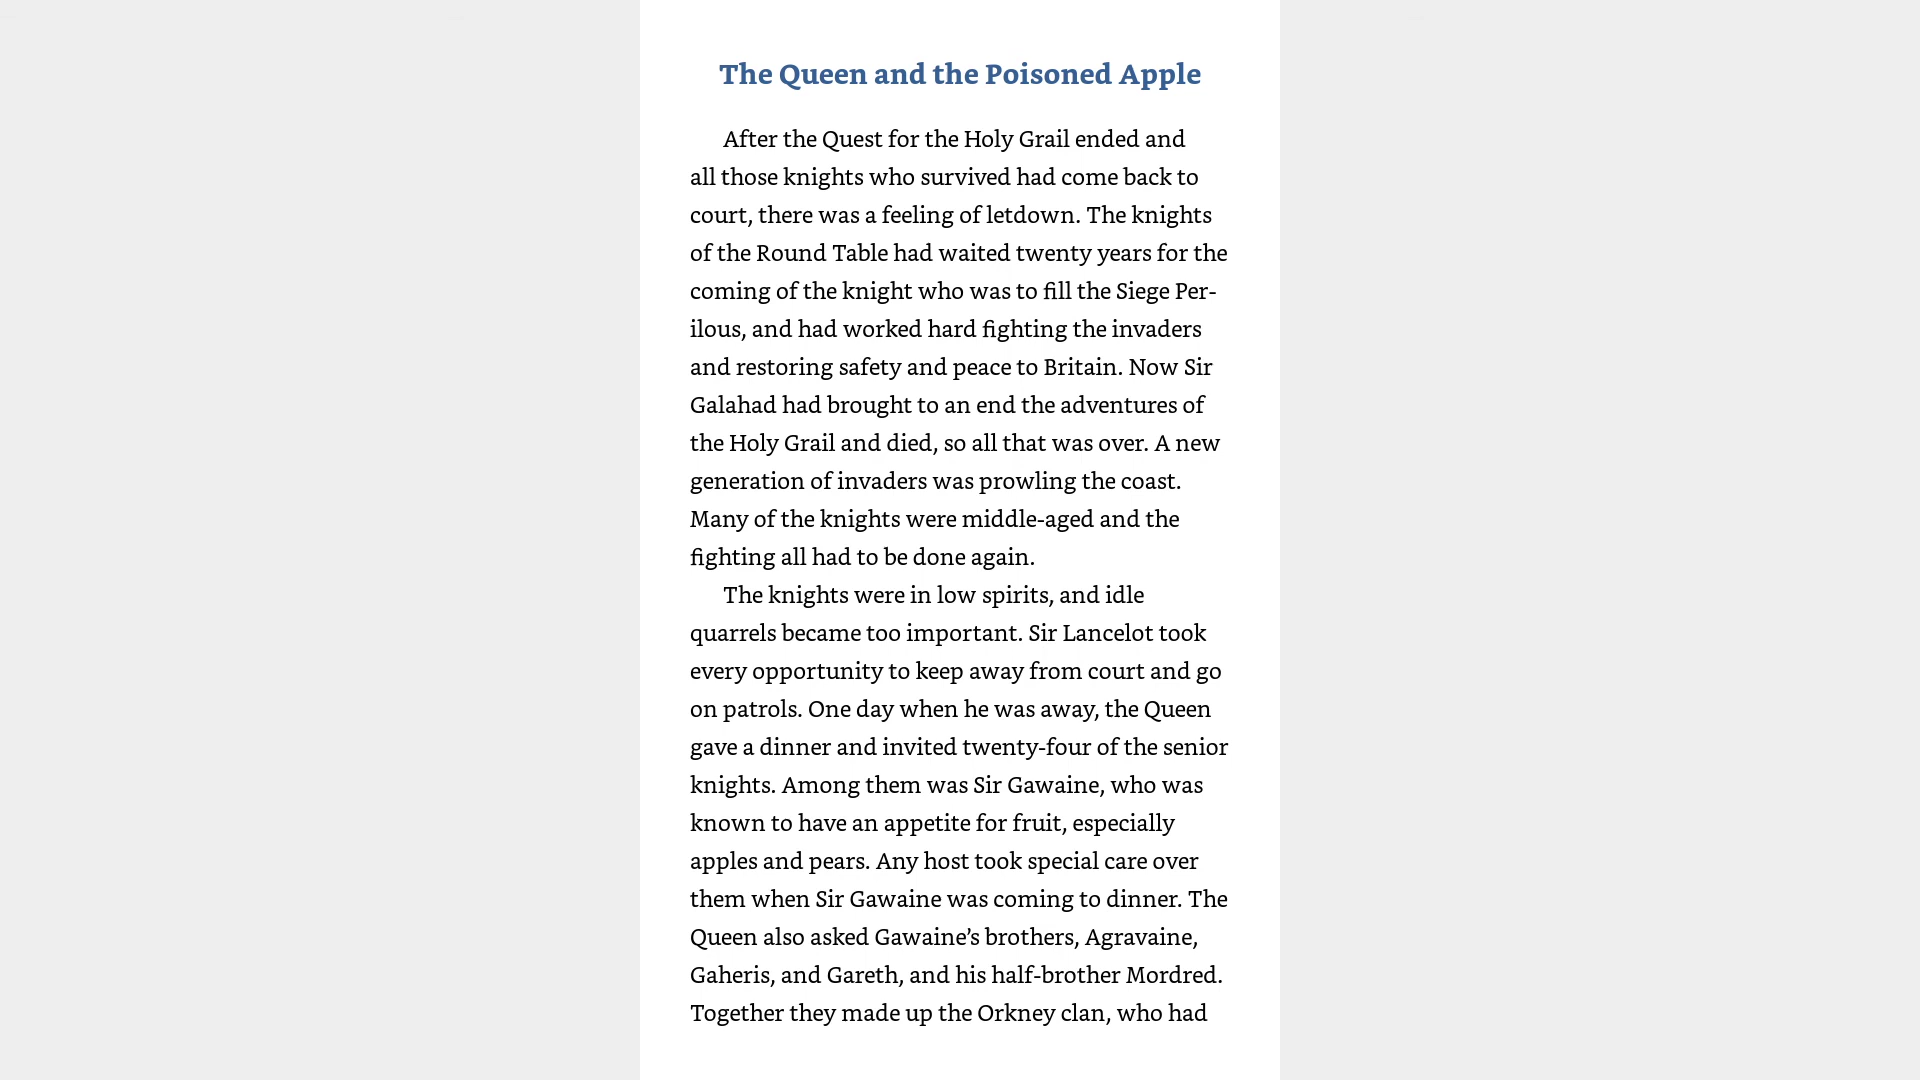 The Queen and the Poisoned Apple
After the Quest for the Holy Grail ended and
all those knights who survived had come back to
court, there was a feeling of letdown. The knights
of the Round Table had waited twenty years for the
coming of the knight who was to fill the Siege Per-
ilous, and had worked hard fighting the invaders
and restoring safety and peace to Britain. Now Sir
Galahad had brought to an end the adventures of
the Holy Grail and died, so all that was over. A new
generation of invaders was prowling the coast.
Many of the knights were middle-aged and the
fighting all had to be done again.
The knights were in low spirits, and idle
quarrels became too important. Sir Lancelot took
every opportunity to keep away from court and go
on patrols. One day when he was away, the Queen
gave a dinner and invited twenty-four of the senior
knights. Among them was Sir Gawaine, who was
known to have an appetite for fruit, especially
apples and pears. Any host took special care over
them when Sir Gawaine was coming to dinner. The
Queen also asked Gawaine’s brothers, Agravaine,
Gaheris, and Gareth, and his half-brother Mordred.
Together they made up the Orkney clan, who had